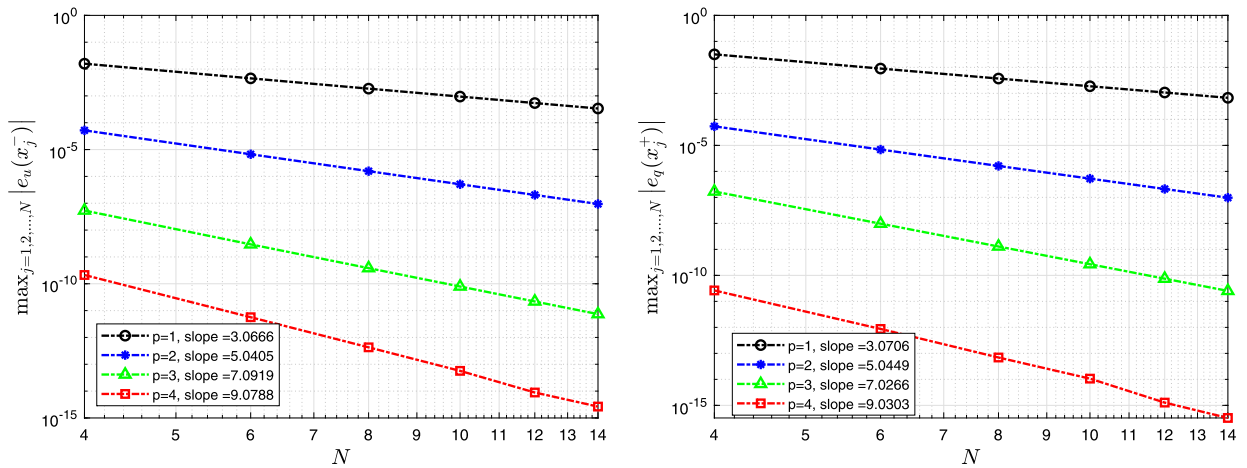 10^0
10^-5
10^-10
10^-15
max_{j=1,2,...,N} |e_u(x_j^-)|
p=1, slope =3.0666
p=2, slope =5.0405
p=3, slope =7.0919
p=4, slope =9.0788
4 5 6 7 8 9 10 11 12 13 14
N
10^0
10^-5
10^-10
10^-15
max_{j=1,2,...,N} |e_q(x_j^+)|
p=1, slope =3.0706
p=2, slope =5.0449
p=3, slope =7.0266
p=4, slope =9.0303
4 5 6 7 8 9 10 11 12 13 14
N